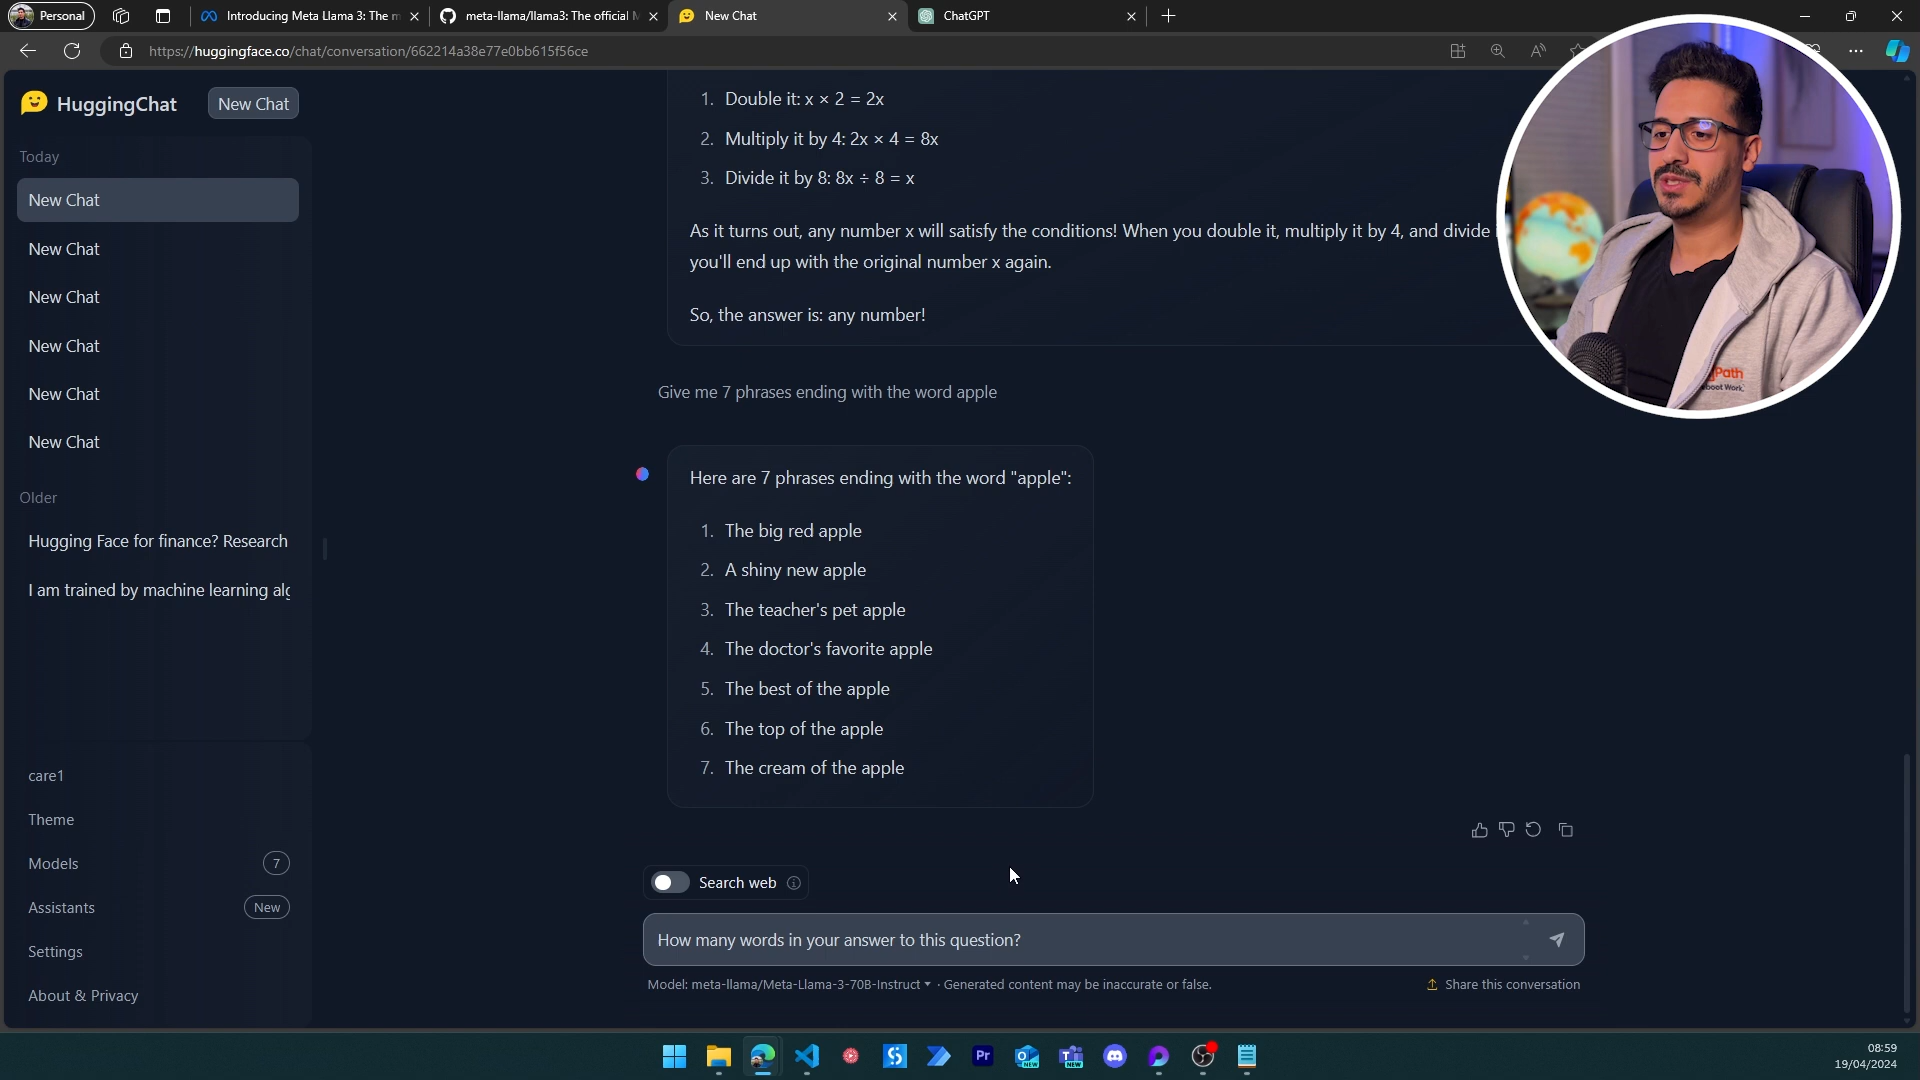 Personal
Introducing Meta Llama 3: The m
meta-llama/llama3: The official M
New Chat
ChatGPT
https://huggingface.co/chat/conversation/662214a38e77e0bb615f56ce
HuggingChat
New Chat
Today
New Chat
New Chat
New Chat
New Chat
New Chat
New Chat
Older
Hugging Face for finance? Research
I am trained by machine learning alg
care1
Theme
Models 7
Assistants New
Settings
About & Privacy
1. Double it: x × 2 = 2x
2. Multiply it by 4: 2x × 4 = 8x
3. Divide it by 8: 8x ÷ 8 = x
As it turns out, any number x will satisfy the conditions! When you double it, multiply it by 4, and divide
you'll end up with the original number x again.
So, the answer is: any number!
Give me 7 phrases ending with the word apple
Here are 7 phrases ending with the word "apple":
1. The big red apple
2. A shiny new apple
3. The teacher's pet apple
4. The doctor's favorite apple
5. The best of the apple
6. The top of the apple
7. The cream of the apple
Search web
How many words in your answer to this question?
Model: meta-llama/Meta-Llama-3-70B-Instruct · Generated content may be inaccurate or false.
Share this conversation
Path
eboot Work.
Pr
NEW
NEW
08:59
19/04/2024